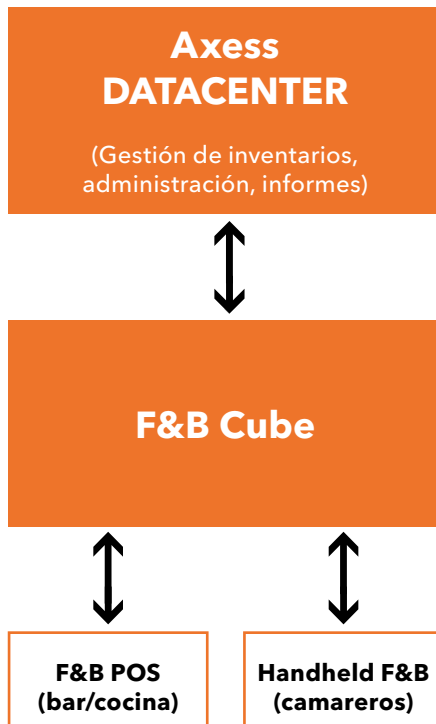 Axess
DATACENTER
(Gestión de inventarios,
administración, informes)
F&B Cube
F&B POS
(bar/cocina)
Handheld F&B
(camareros)